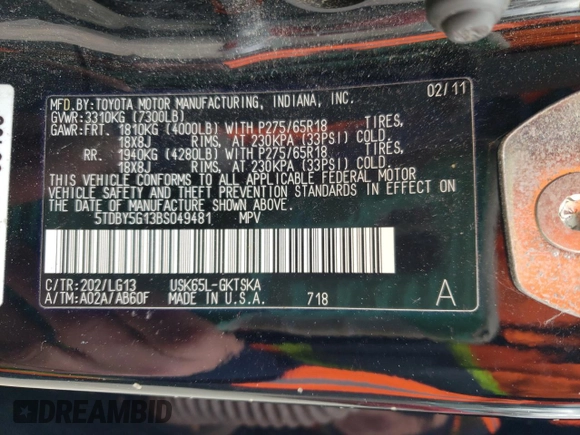 MFD. BY: TOYOTA MOTOR MANUFACTURING, INDIANA, INC. 02/11
GVWR: 3310KG (7300LB)
GAWR: FRT. 1810KG (4000LB) WITH P275/65R18 TIRES,
18X8J RIMS, AT 230KPA (33PSI) COLD.
RR. 1940KG (4280LB) WITH P275/65R18 TIRES,
18X8J RIMS, AT 230KPA (33PSI) COLD.
THIS VEHICLE CONFORMS TO ALL APPLICABLE FEDERAL MOTOR
VEHICLE SAFETY AND THEFT PREVENTION STANDARDS IN EFFECT ON
THE DATE OF MANUFACTURE SHOWN ABOVE.
5TDBY5G13BS049481 MPV
C/TR: 202/LG13 USK65L-GKTSKA
A/TM: A02A/AB60F MADE IN U.S.A. 718 A
DREAMBID